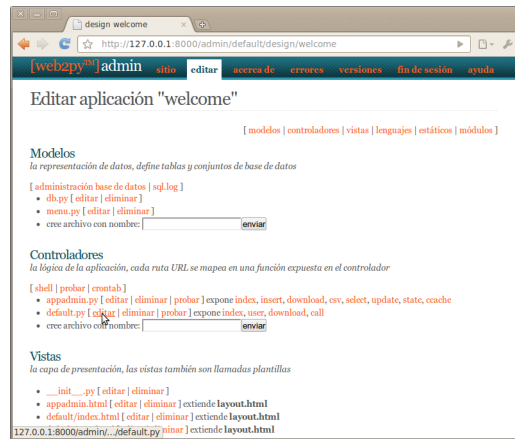 design welcome
http://127.0.0.1:8000/admin/default/design/welcome
[web2py™]admin sitio editar acerca de errores versiones fin de sesión ayuda
Editar aplicación "welcome"
[ modelos | controladores | vistas | lenguajes | estáticos | módulos ]
Modelos
la representación de datos, define tablas y conjuntos de base de datos
[ administración base de datos | sql.log ]
db.py [ editar | eliminar ]
menu.py [ editar | eliminar ]
cree archivo con nombre: enviar
Controladores
la lógica de la aplicación, cada ruta URL se mapea en una función expuesta en el controlador
[ shell | probar | crontab ]
appadmin.py [ editar | eliminar | probar ] expone index, insert, download, csv, select, update, state, ccache
default.py [ editar | eliminar | probar ] expone index, user, download, call
cree archivo con nombre: enviar
Vistas
la capa de presentación, las vistas también son llamadas plantillas
__init__.py [ editar | eliminar ]
appadmin.html [ editar | eliminar ] extiende layout.html
default/index.html [ editar | eliminar ] extiende layout.html
127.0.0.1:8000/admin/.../default.py minar ] extiende layout.html